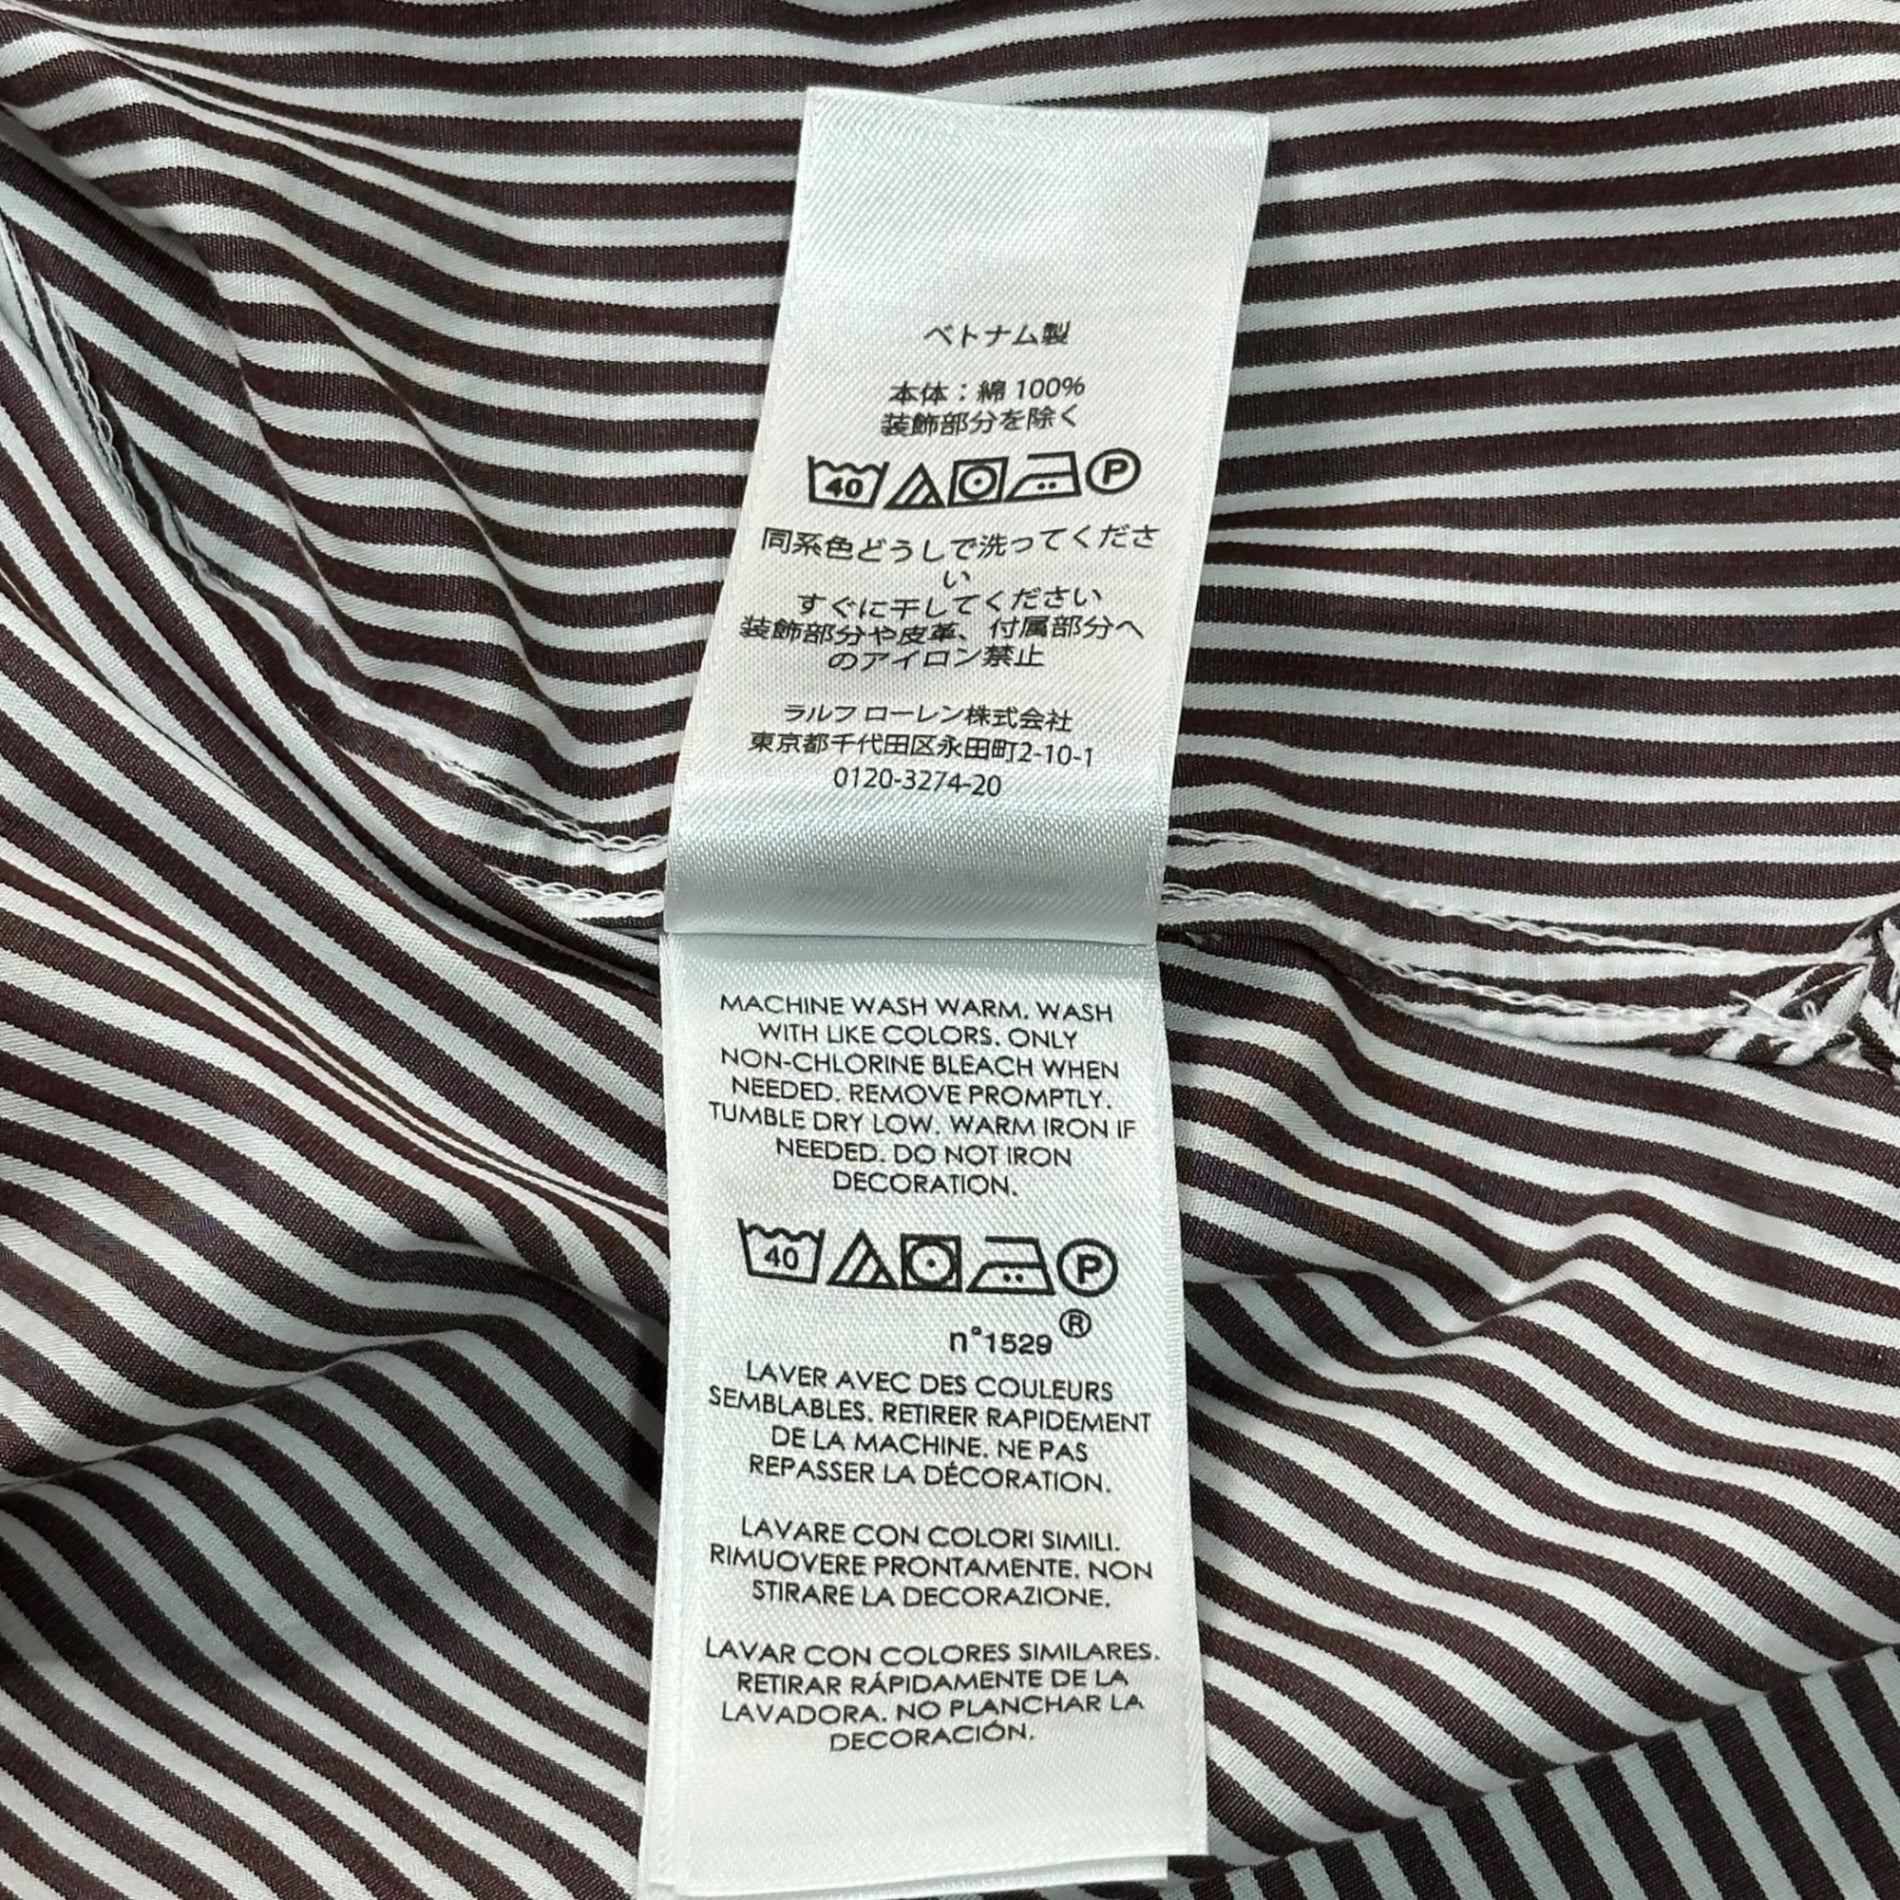 ベトナム製
本体：綿 100%
装飾部分を除く
40 P
同系色どうしで洗ってくださ
い
すぐに干してください
装飾部分や皮革、付属部分へ
のアイロン禁止
ラルフ ローレン株式会社
東京都千代田区永田町2-10-1
0120-3274-20
MACHINE WASH WARM. WASH
WITH LIKE COLORS. ONLY
NON-CHLORINE BLEACH WHEN
NEEDED. REMOVE PROMPTLY.
TUMBLE DRY LOW. WARM IRON IF
NEEDED. DO NOT IRON
DECORATION.
40 P
n°1529 ®
LAVER AVEC DES COULEURS
SEMBLABLES. RETIRER RAPIDEMENT
DE LA MACHINE. NE PAS
REPASSER LA DÉCORATION.
LAVARE CON COLORI SIMILI.
RIMUOVERE PRONTAMENTE. NON
STIRARE LA DECORAZIONE.
LAVAR CON COLORES SIMILARES.
RETIRAR RÁPIDAMENTE DE LA
LAVADORA. NO PLANCHAR LA
DECORACIÓN.